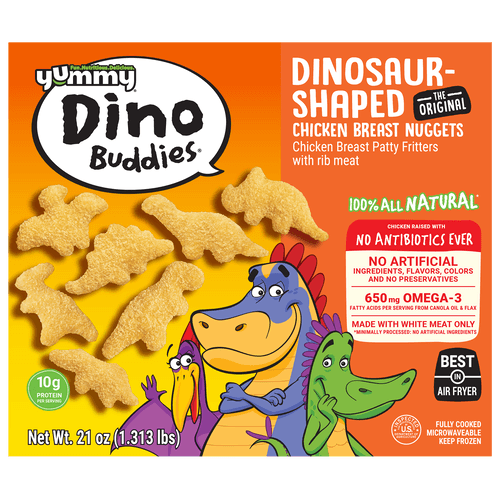 Fun. Nutritious. Delicious.
yummy
Dino
Buddies®
DINOSAUR-
SHAPED
THE
ORIGINAL
CHICKEN BREAST NUGGETS
Chicken Breast Patty Fritters
with rib meat
100% ALL NATURAL*
CHICKEN RAISED WITH
NO ANTIBIOTICS EVER
NO ARTIFICIAL
INGREDIENTS, FLAVORS, COLORS
AND NO PRESERVATIVES
650mg OMEGA-3
FATTY ACIDS PER SERVING FROM CANOLA OIL & FLAX
MADE WITH WHITE MEAT ONLY
*MINIMALLY PROCESSED: NO ARTIFICIAL INGREDIENTS
BEST
IN
AIR FRYER
10g
PROTEIN
PER SERVING
Net Wt. 21 oz (1.313 lbs)
INSPECTED
U.S.
DEPARTMENT OF
AGRICULTURE
FULLY COOKED
MICROWAVEABLE
KEEP FROZEN